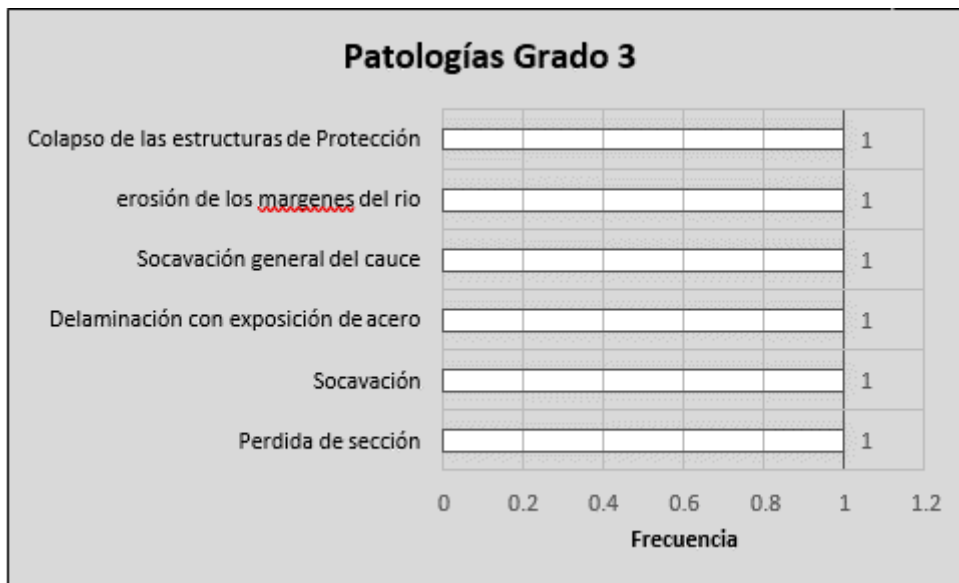 Patologías Grado 3
Colapso de las estructuras de Protección 1
erosión de los margenes del rio 1
Socavación general del cauce 1
Delaminación con exposición de acero 1
Socavación 1
Perdida de sección 1
0 0.2 0.4 0.6 0.8 1 1.2
Frecuencia